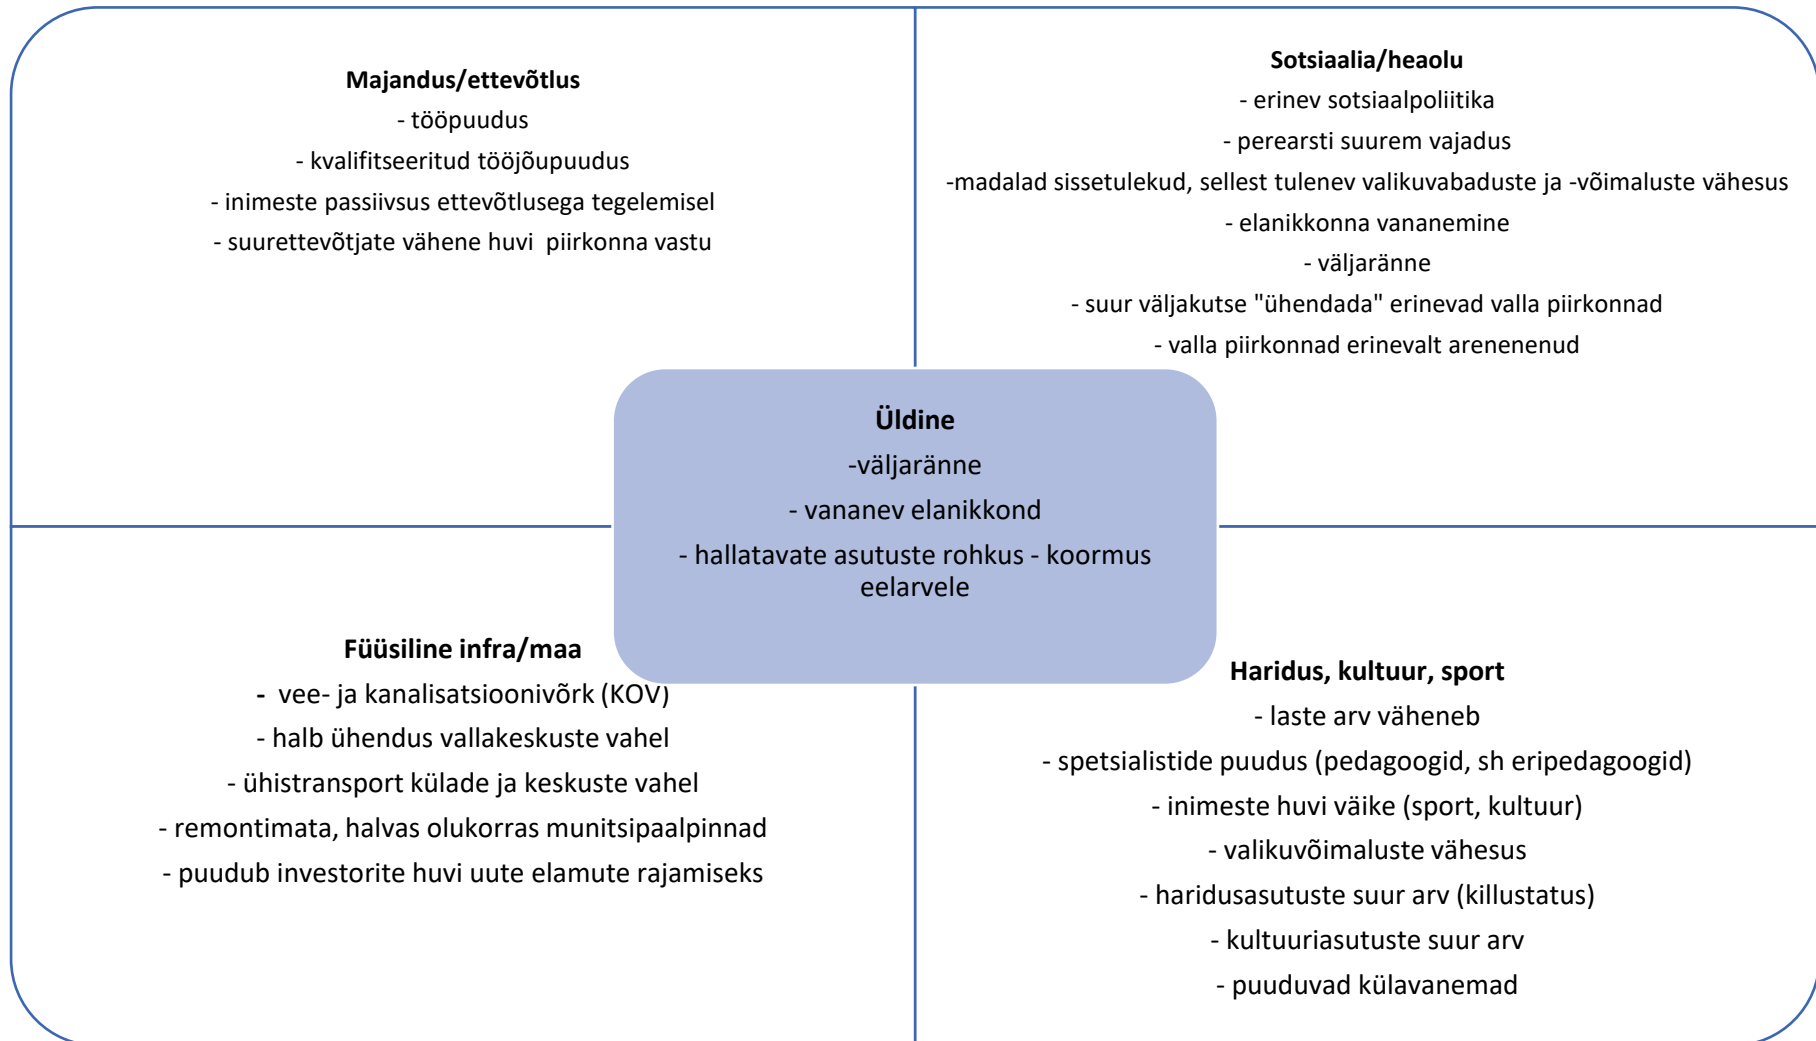 Majandus/ettevõtlus
- tööpuudus
- kvalifitseeritud tööjõupuudus
- inimeste passiivsus ettevõtlusega tegelemisel
- suurettevõtjate vähene huvi  piirkonna vastu
Sotsiaalia/heaolu
- erinev sotsiaalpoliitika
- perearsti suurem vajadus
-madalad sissetulekud, sellest tulenev valikuvabaduste ja -võimaluste vähesus
- elanikkonna vananemine
- väljaränne
- suur väljakutse "ühendada" erinevad valla piirkonnad
- valla piirkonnad erinevalt arenenenud
Üldine
-väljaränne
- vananev elanikkond
- hallatavate asutuste rohkus - koormus
eelarvele
Füüsiline infra/maa
- vee- ja kanalisatsioonivõrk (KOV)
- halb ühendus vallakeskuste vahel
- ühistransport külade ja keskuste vahel
- remontimata, halvas olukorras munitsipaalpinnad
- puudub investorite huvi uute elamute rajamiseks
Haridus, kultuur, sport
- laste arv väheneb
- spetsialistide puudus (pedagoogid, sh eripedagoogid)
- inimeste huvi väike (sport, kultuur)
- valikuvõimaluste vähesus
- haridusasutuste suur arv (killustatus)
- kultuuriasutuste suur arv
- puuduvad külavanemad